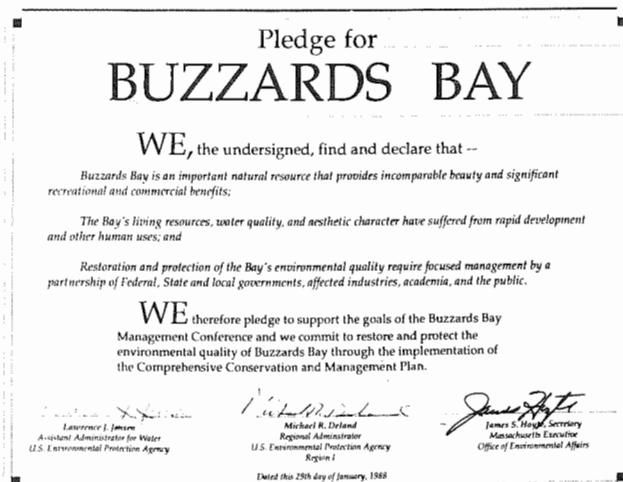 Pledge for
BUZZARDS BAY
WE, the undersigned, find and declare that --
Buzzards Bay is an important natural resource that provides incomparable beauty and significant
recreational and commercial benefits;
The Bay's living resources, water quality, and aesthetic character have suffered from rapid development
and other human uses; and
Restoration and protection of the Bay's environmental quality require focused management by a
partnership of Federal, State and local governments, affected industries, academia, and the public.
WE therefore pledge to support the goals of the Buzzards Bay
Management Conference and we commit to restore and protect the
environmental quality of Buzzards Bay through the implementation of
the Comprehensive Conservation and Management Plan.
Lawrence J. Jensen
Assistant Administrator for Water
U.S. Environmental Protection Agency
Michael R. Deland
Regional Administrator
U.S. Environmental Protection Agency
Region I
James S. Hoyte, Secretary
Massachusetts Executive
Office of Environmental Affairs
Dated this 29th day of January, 1988